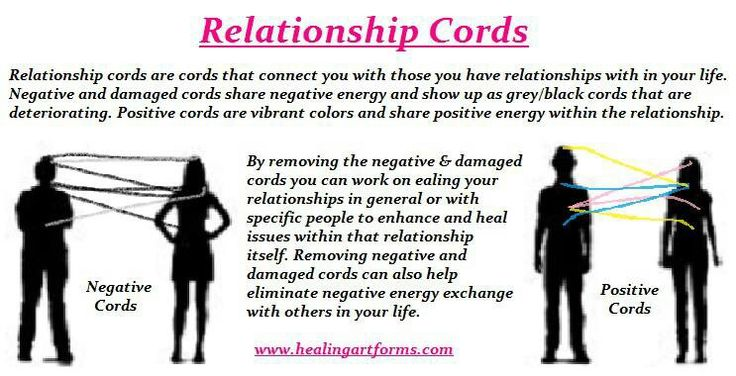 Relationship Cords
Relationship cords are cords that connect you with those you have relationships with in your life.
Negative and damaged cords share negative energy and show up as grey/black cords that are
deteriorating. Positive cords are vibrant colors and share positive energy within the relationship.
By removing the negative & damaged
cords you can work on ealing your
relationships in general or with
specific people to enhance and heal
issues within that relationship
itself. Removing negative and
damaged cords can also help
eliminate negative energy exchange
with others in your life.
Negative
Cords
Positive
Cords
www.healingartforms.com